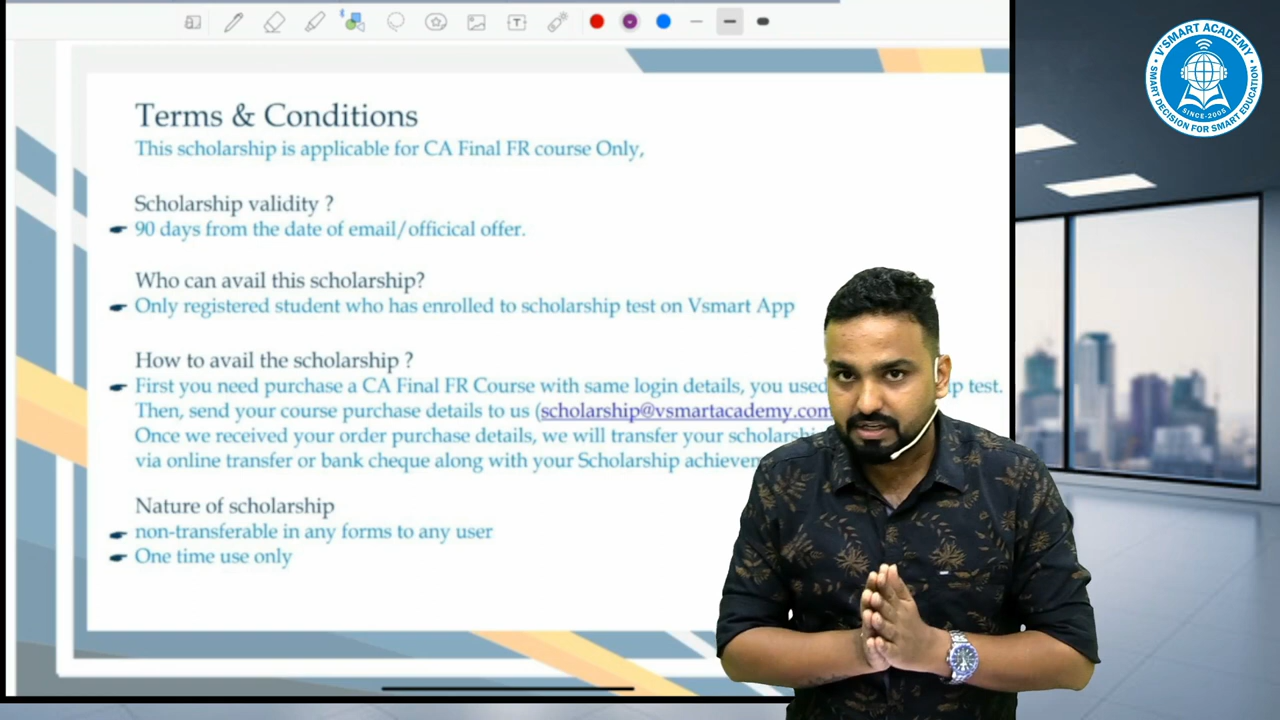 Terms & Conditions
This scholarship is applicable for CA Final FR course Only,
Scholarship validity ?
90 days from the date of email/officical offer.
Who can avail this scholarship?
Only registered student who has enrolled to scholarship test on Vsmart App
How to avail the scholarship ?
First you need purchase a CA Final FR Course with same login details, you used p test.
Then, send your course purchase details to us (scholarship@vsmartacademy.com
Once we received your order purchase details, we will transfer your scholarshi
via online transfer or bank cheque along with your Scholarship achieve
Nature of scholarship
non-transferable in any forms to any user
One time use only
T
V'SMART ACADEMY
SINCE-2005
SMART DECISION FOR SMART EDUCATION